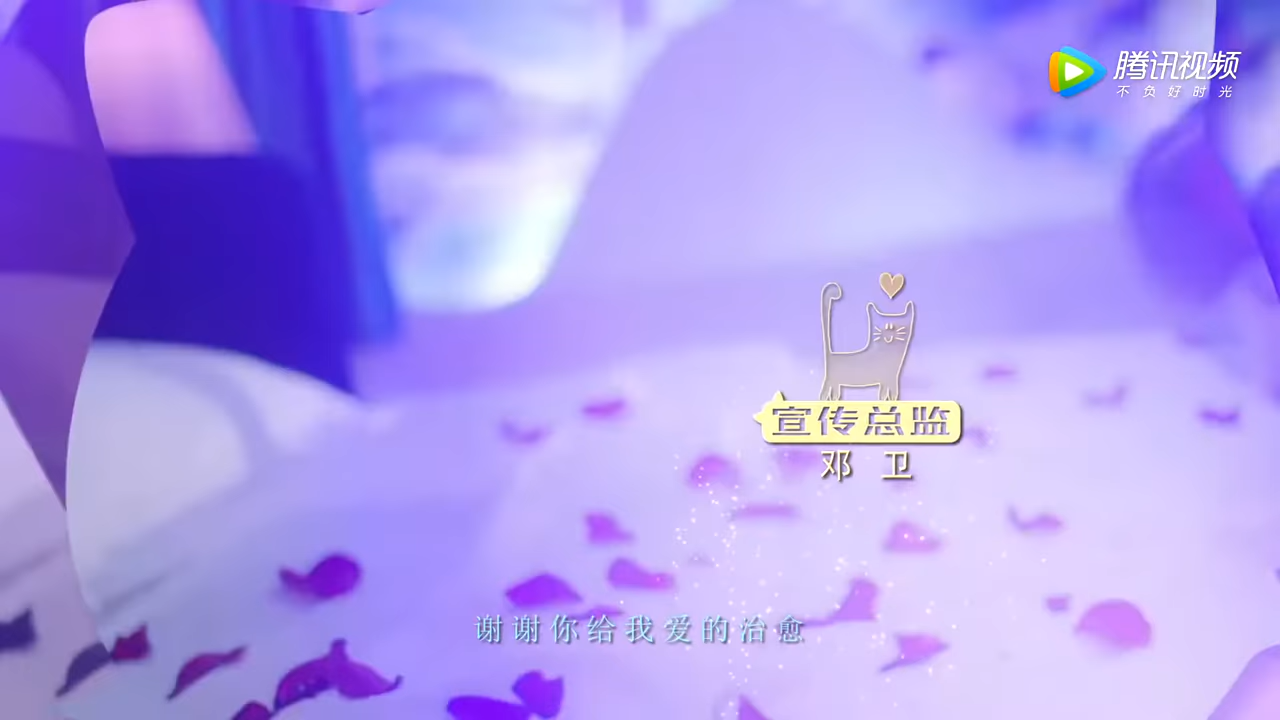 腾讯视频
不负好时光
宣传总监
邓 卫
谢谢你给我爱的治愈